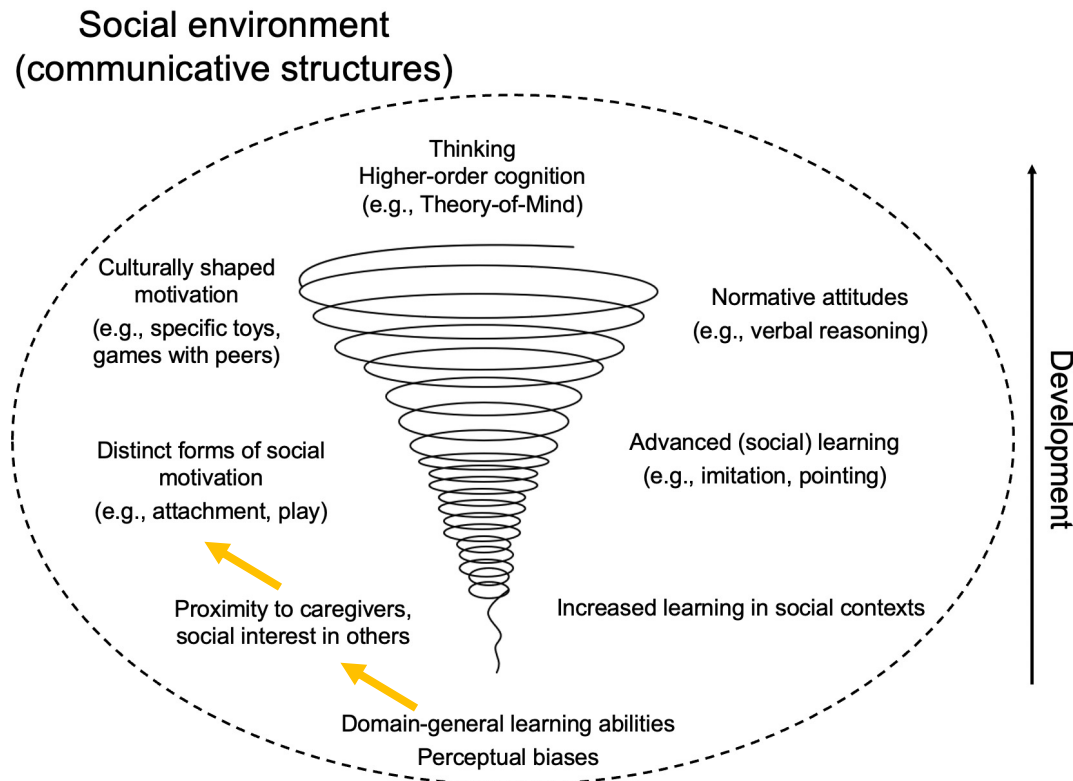 Social environment
(communicative structures)
Thinking
Higher-order cognition
(e.g., Theory-of-Mind)
Culturally shaped
motivation
(e.g., specific toys,
games with peers)
Normative attitudes
(e.g., verbal reasoning)
Distinct forms of social
motivation
(e.g., attachment, play)
Advanced (social) learning
(e.g., imitation, pointing)
Proximity to caregivers,
social interest in others
Increased learning in social contexts
Domain-general learning abilities
Perceptual biases
Development